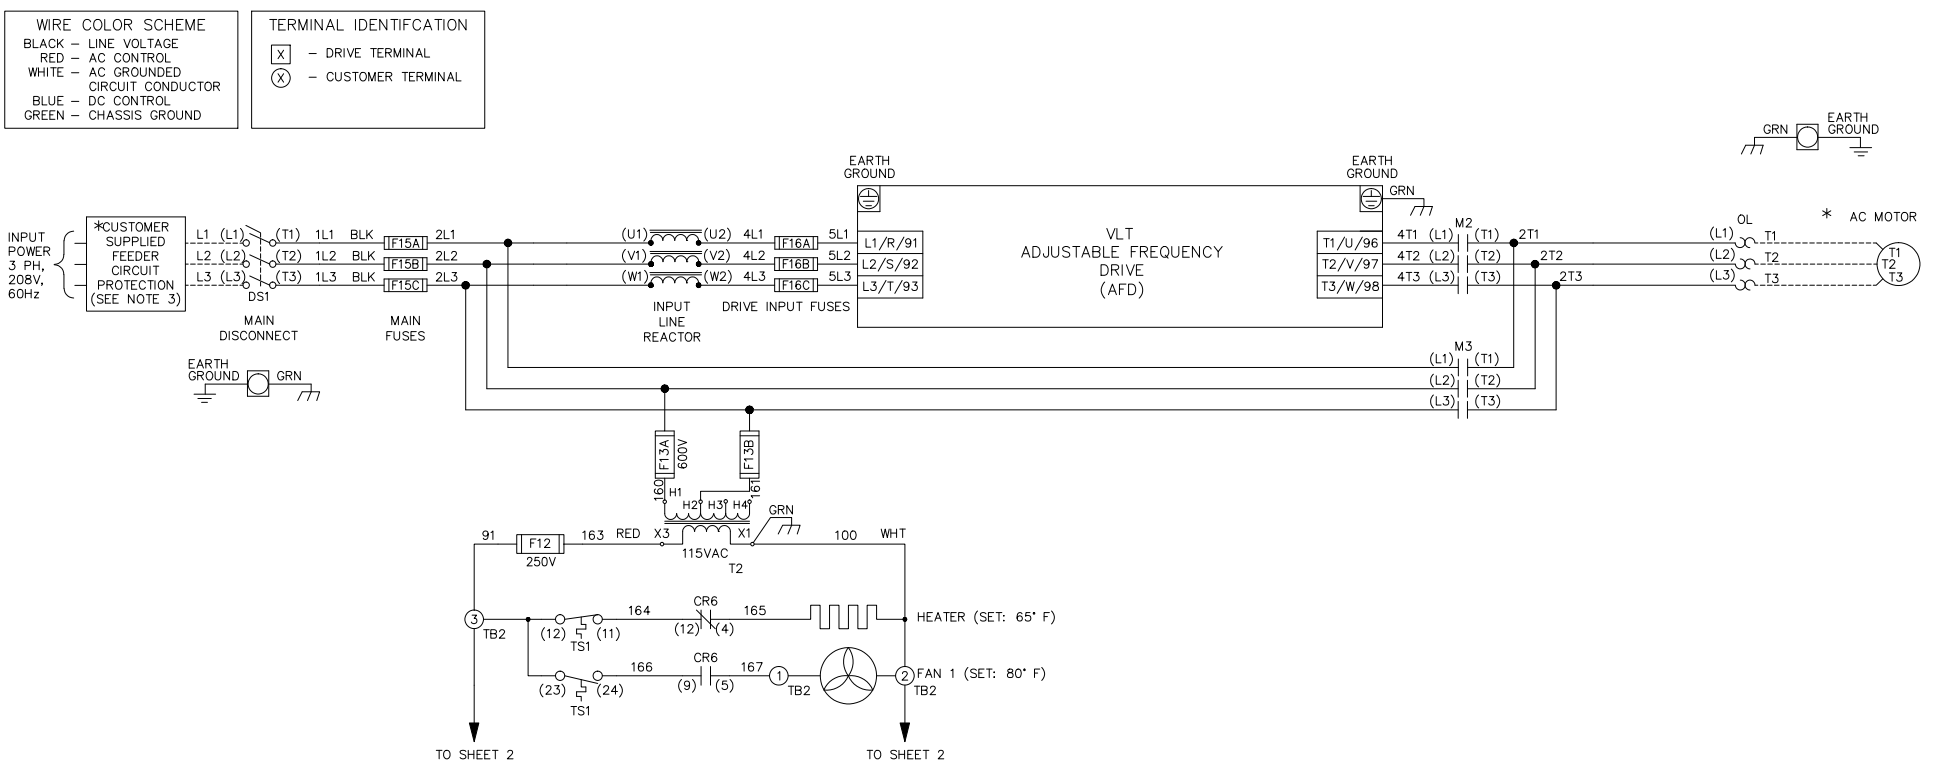 WIRE COLOR SCHEME
BLACK – LINE VOLTAGE
RED – AC CONTROL
WHITE – AC GROUNDED
CIRCUIT CONDUCTOR
BLUE – DC CONTROL
GREEN – CHASSIS GROUND
TERMINAL IDENTIFCATION
X – DRIVE TERMINAL
X – CUSTOMER TERMINAL
GRN
EARTH
GROUND
EARTH
GROUND
EARTH
GROUND
GRN
INPUT
POWER
3 PH,
208V,
60Hz
*CUSTOMER
SUPPLIED
FEEDER
CIRCUIT
PROTECTION
(SEE NOTE 3)
L1 (L1) (T1) 1L1 BLK F15A 2L1
L2 (L2) (T2) 1L2 BLK F15B 2L2
L3 (L3) (T3) 1L3 BLK F15C 2L3
DS1
MAIN
DISCONNECT
MAIN
FUSES
(U1) (U2) 4L1 F16A 5L1 L1/R/91
(V1) (V2) 4L2 F16B 5L2 L2/S/92
(W1) (W2) 4L3 F16C 5L3 L3/T/93
INPUT
LINE
REACTOR
DRIVE INPUT FUSES
VLT
ADJUSTABLE FREQUENCY
DRIVE
(AFD)
M2
T1/U/96 4T1 (L1) (T1) 2T1
T2/V/97 4T2 (L2) (T2) 2T2
T3/W/98 4T3 (L3) (T3) 2T3
OL
(L1) T1
(L2) T2
(L3) T3
* AC MOTOR
T1
T2
T3
M3
(L1) (T1)
(L2) (T2)
(L3) (T3)
EARTH
GROUND
GRN
F13A
600V
F13B
160
161
H1
H2 H3 H4
GRN
91 F12 163 RED X3 X1 100 WHT
250V
115VAC
T2
3
TB2
(12) (11)
TS1
164
CR6
(12) (4)
165
HEATER (SET: 65° F)
(23) (24)
TS1
166
CR6
(9) (5)
167
1
TB2
2
TB2
FAN 1 (SET: 80° F)
TO SHEET 2
TO SHEET 2